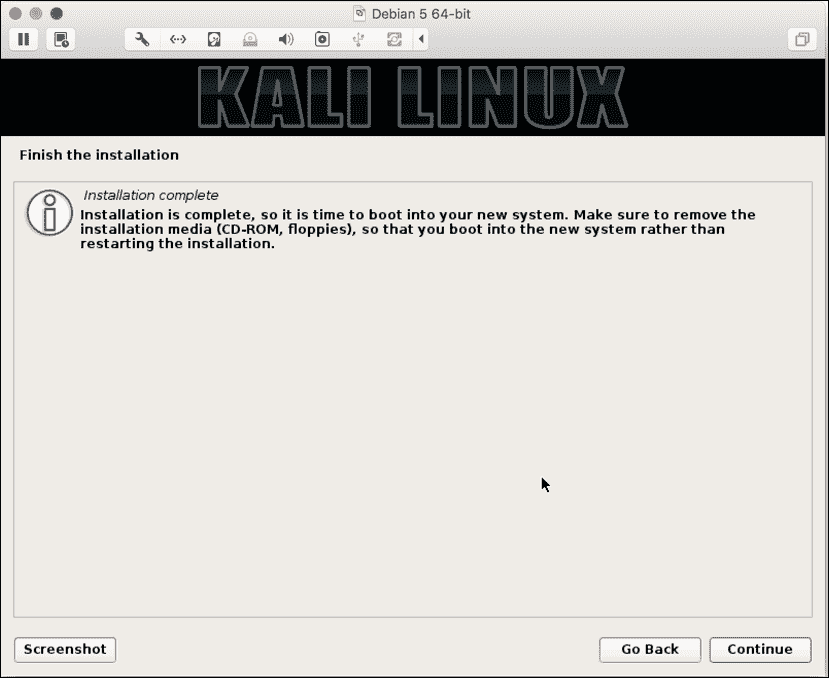 Debian 5 64-bit
KALI LINUX
Finish the installation
Installation complete
Installation is complete, so it is time to boot into your new system. Make sure to remove the
installation media (CD-ROM, floppies), so that you boot into the new system rather than
restarting the installation.
Screenshot
Go Back
Continue